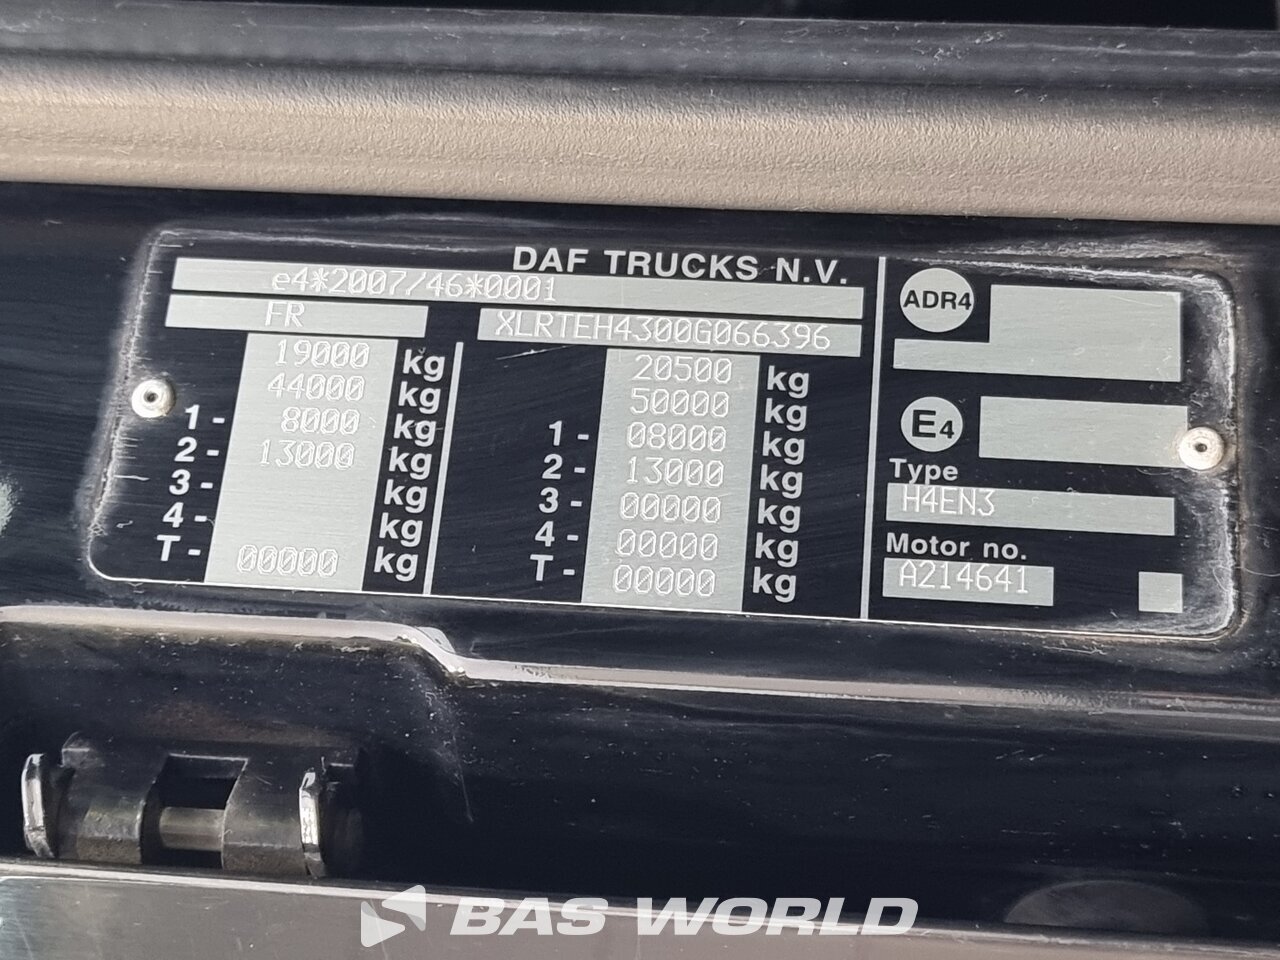 DAF TRUCKS N.V.
e4*2007/46*0001
FR XLRTEH4300G066396
19000 kg 20500 kg
44000 kg 50000 kg
1- 8000 kg 1- 08000 kg
2- 13000 kg 2- 13000 kg
3- kg 3- 00000 kg
4- kg 4- 00000 kg
T- 00000 kg T- 00000 kg
ADR4
E4
Type
H4EN3
Motor no.
A214641
BAS WORLD